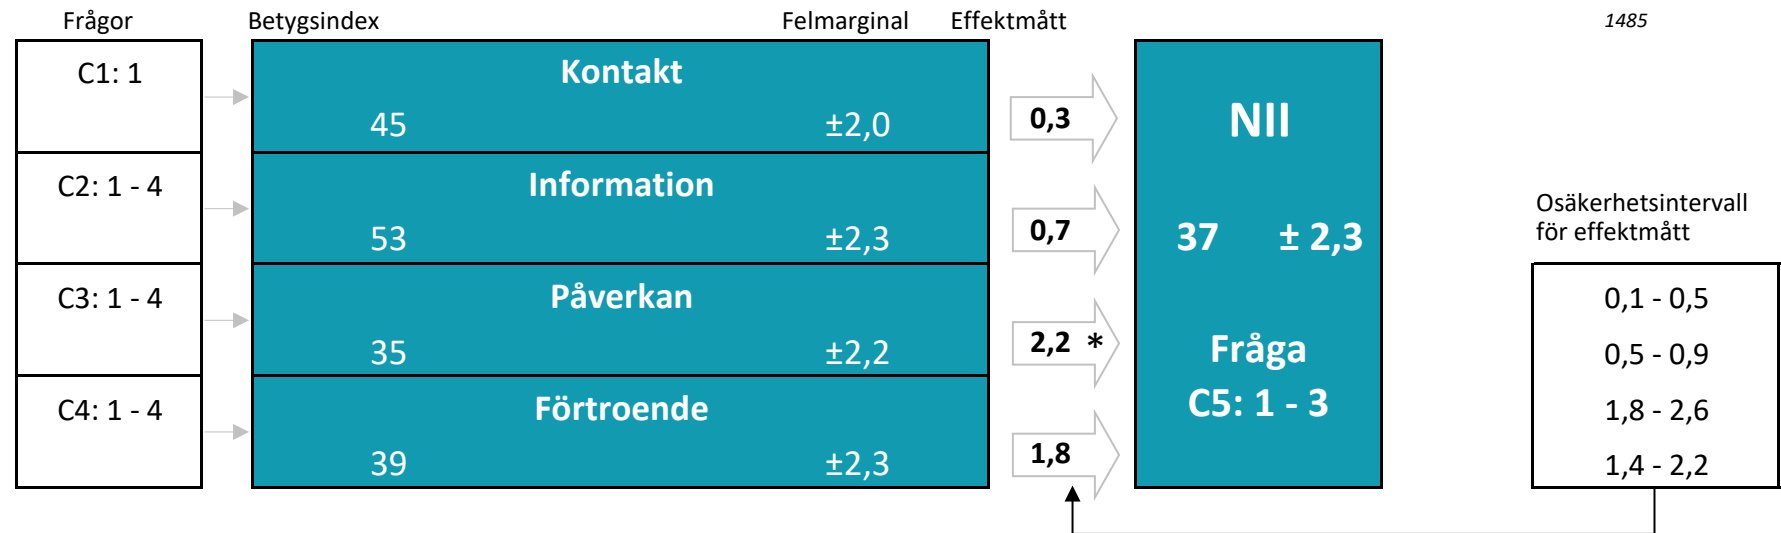 Frågor Betygsindex Felmarginal Effektmått 1485
C1: 1
Kontakt
45 ±2,0
0,3
C2: 1 - 4
Information
53 ±2,3
0,7
C3: 1 - 4
Påverkan
35 ±2,2
2,2 *
C4: 1 - 4
Förtroende
39 ±2,3
1,8
NII
37 ± 2,3
Fråga
C5: 1 - 3
Osäkerhetsintervall
för effektmått
0,1 - 0,5
0,5 - 0,9
1,8 - 2,6
1,4 - 2,2